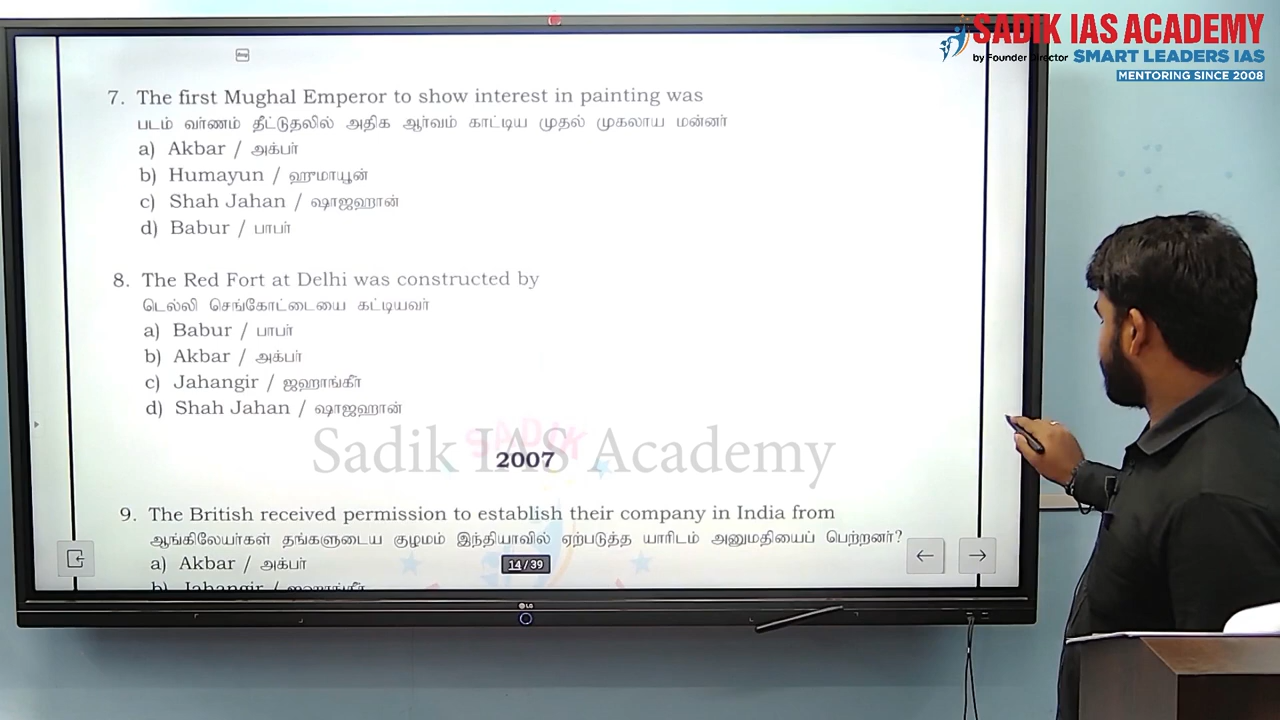 SADIK IAS ACADEMY
by Founder Director SMART LEADERS IAS
MENTORING SINCE 2008
7. The first Mughal Emperor to show interest in painting was
படம் வர்ணம் தீட்டுதலில் அதிக ஆர்வம் காட்டிய முதல் முகலாய மன்னர்
a) Akbar / அக்பர்
b) Humayun / ஹுமாயூன்
c) Shah Jahan / ஷாஜஹான்
d) Babur / பாபர்
8. The Red Fort at Delhi was constructed by
டெல்லி செங்கோட்டையை கட்டியவர்
a) Babur / பாபர்
b) Akbar / அக்பர்
c) Jahangir / ஜஹாங்கீர்
d) Shah Jahan / ஷாஜஹான்
SADIK
Sadik IAS Academy
2007
9. The British received permission to establish their company in India from
ஆங்கிலேயர்கள் தங்களுடைய குழமம் இந்தியாவில் ஏற்படுத்த யாரிடம் அனுமதியைப் பெற்றனர்?
a) Akbar / அக்பர்
14 / 39
b) Jahangir / ஜஹாங்கீர்
LG